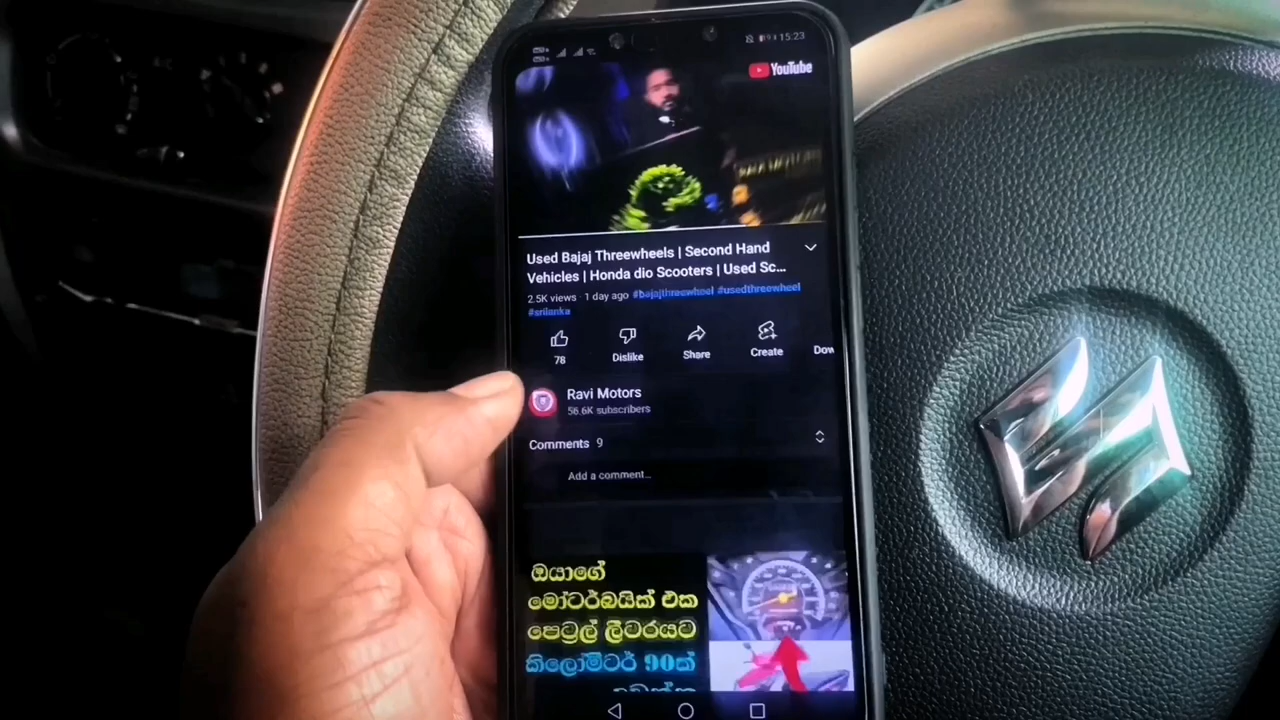 15:23
YouTube
Used Bajaj Threewheels | Second Hand
Vehicles | Honda dio Scooters | Used Sc...
2.5K views · 1 day ago #bajajthreewheel #usedthreewheel
#srilanka
78
Dislike
Share
Create
Dow
Ravi Motors
56.6K subscribers
Comments 9
Add a comment...
ඔයාගේ
මෝටර්බයික් එක
පෙට්‍රල් ලීටරයට
කිලෝමීටර් 90ක්